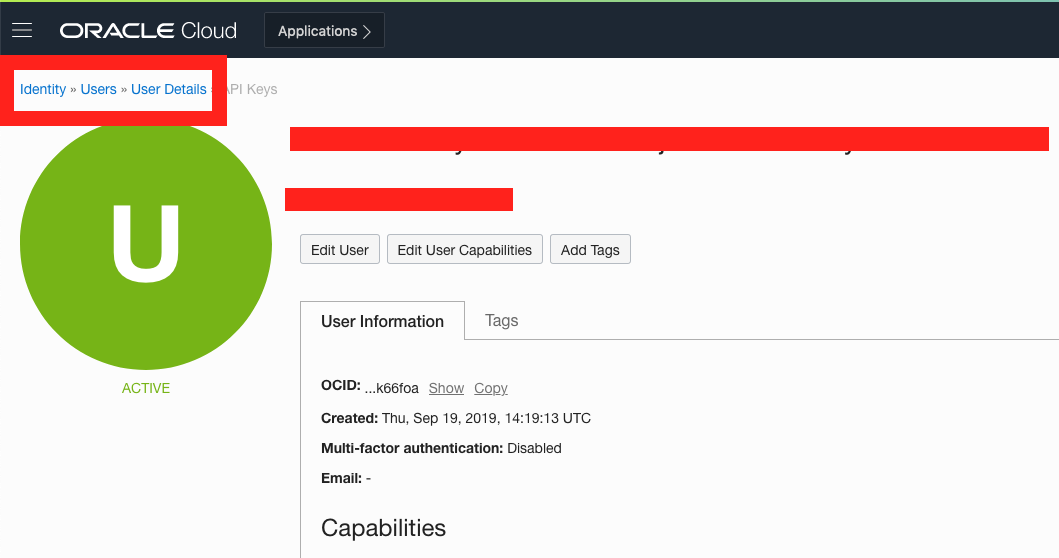 ORACLE Cloud Applications
Identity » Users » User Details » API Keys
U
Edit User Edit User Capabilities Add Tags
User Information Tags
ACTIVE
OCID: ...k66foa Show Copy
Created: Thu, Sep 19, 2019, 14:19:13 UTC
Multi-factor authentication: Disabled
Email: -
Capabilities